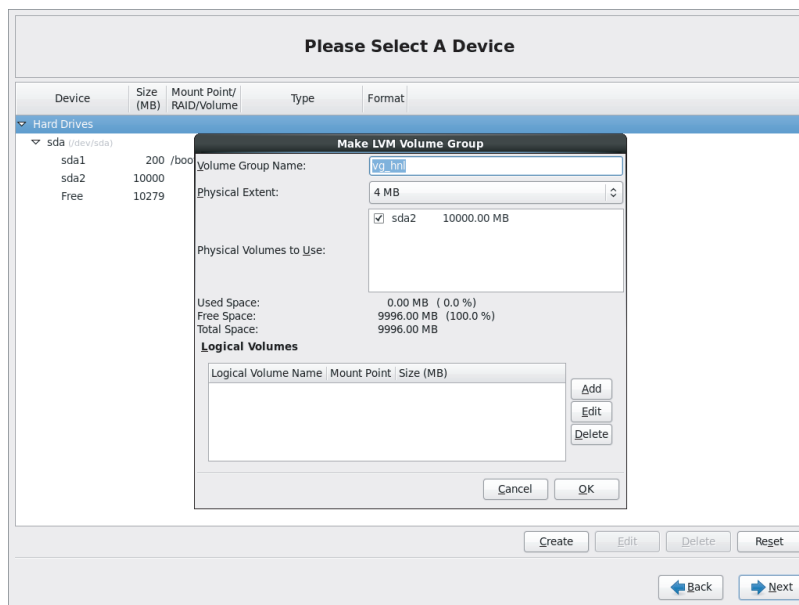 Please Select A Device
Device Size (MB) Mount Point/ RAID/Volume Type Format
Hard Drives
sda (/dev/sda)
sda1 200 /boo
sda2 10000
Free 10279
Make LVM Volume Group
Volume Group Name: vg_hnl
Physical Extent: 4 MB
sda2 10000.00 MB
Physical Volumes to Use:
Used Space: 0.00 MB ( 0.0 %)
Free Space: 9996.00 MB (100.0 %)
Total Space: 9996.00 MB
Logical Volumes
Logical Volume Name Mount Point Size (MB)
Add
Edit
Delete
Cancel OK
Create Edit Delete Reset
Back Next